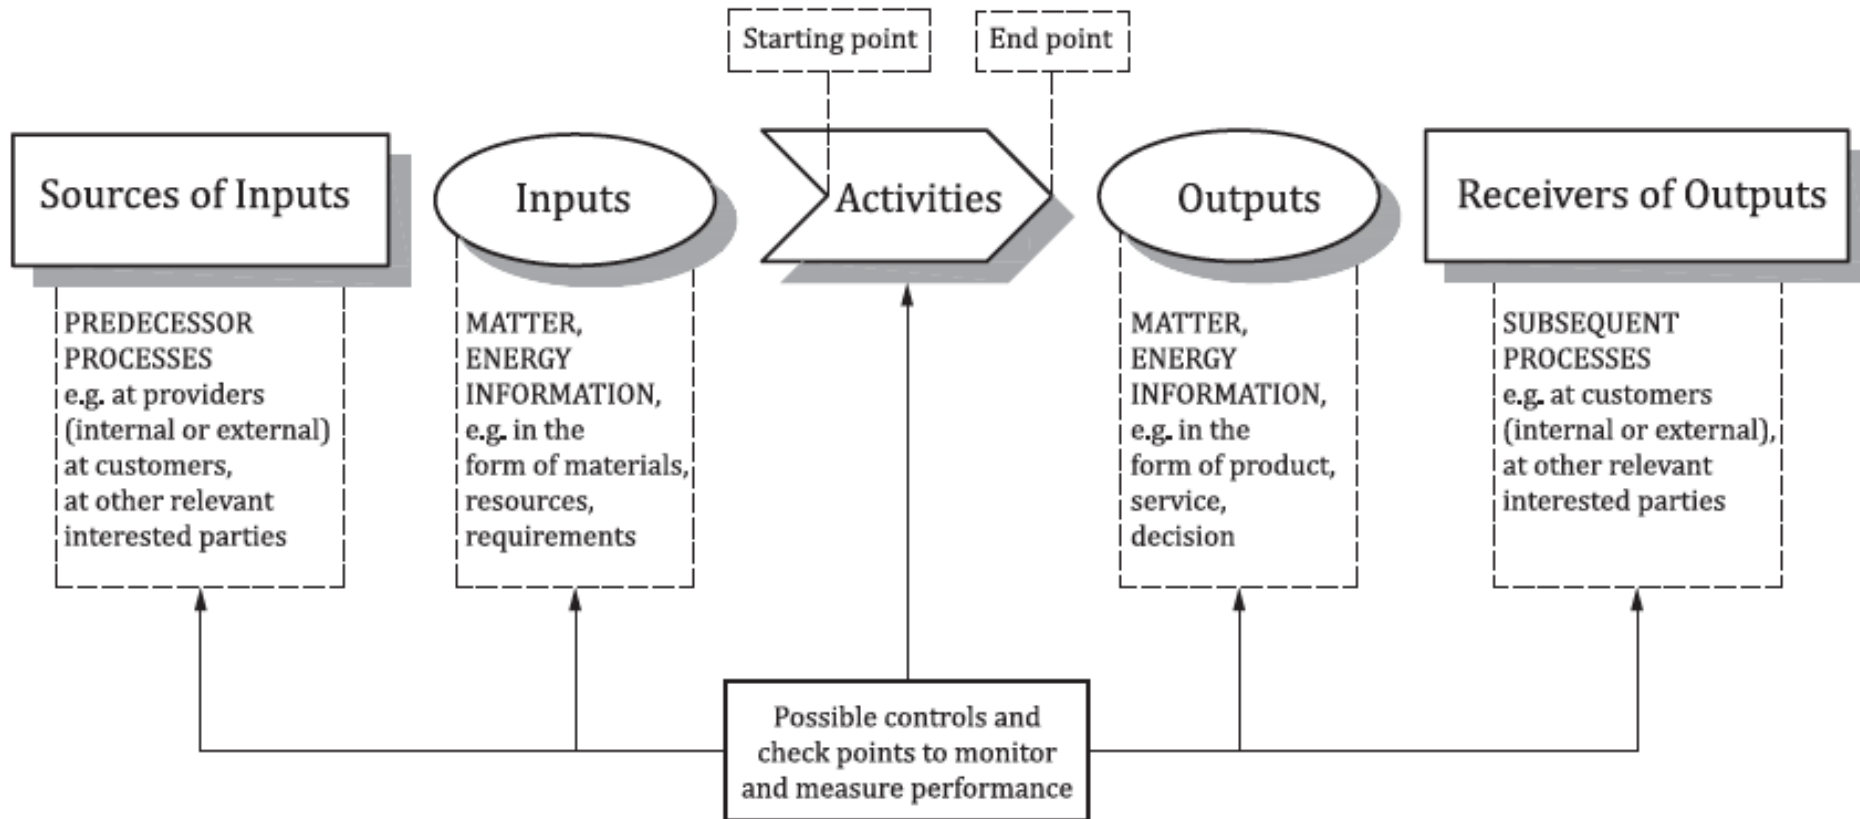 Starting point
End point
Sources of Inputs
Inputs
Activities
Outputs
Receivers of Outputs
PREDECESSOR
PROCESSES
e.g. at providers
(internal or external)
at customers,
at other relevant
interested parties
MATTER,
ENERGY
INFORMATION,
e.g. in the
form of materials,
resources,
requirements
MATTER,
ENERGY
INFORMATION,
e.g. in the
form of product,
service,
decision
SUBSEQUENT
PROCESSES
e.g. at customers
(internal or external),
at other relevant
interested parties
Possible controls and
check points to monitor
and measure performance